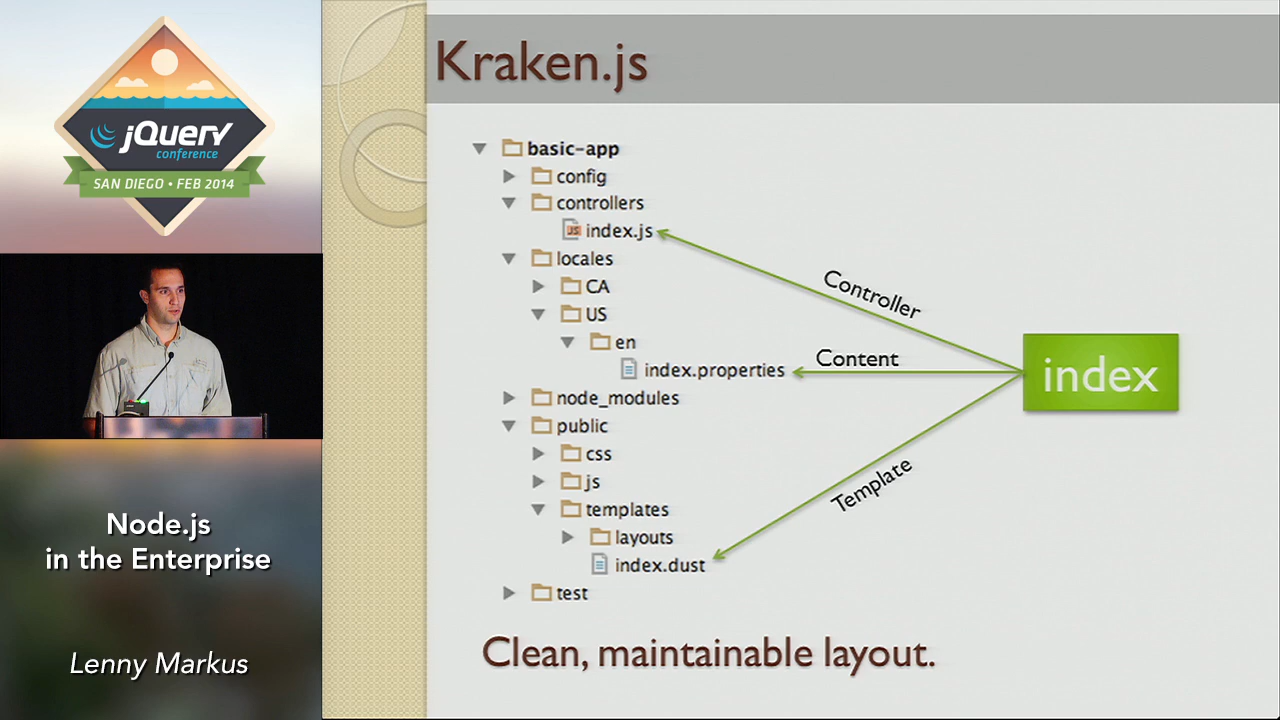 jQuery
conference
SAN DIEGO • FEB 2014
Node.js
in the Enterprise
Lenny Markus
Kraken.js
basic-app
config
controllers
index.js
locales
CA
US
en
index.properties
node_modules
public
css
js
templates
layouts
index.dust
test
Controller
Content
Template
index
Clean, maintainable layout.